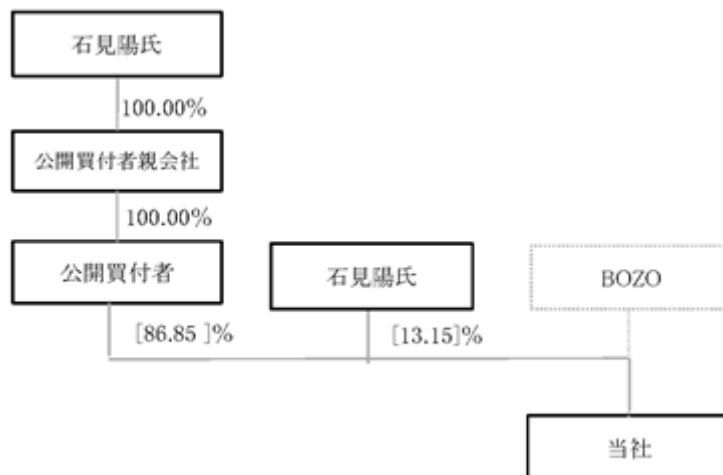 石見陽氏
100.00%
公開買付者親会社
100.00%
公開買付者
石見陽氏
BOZO
[86.85 ]%
[13.15]%
当社